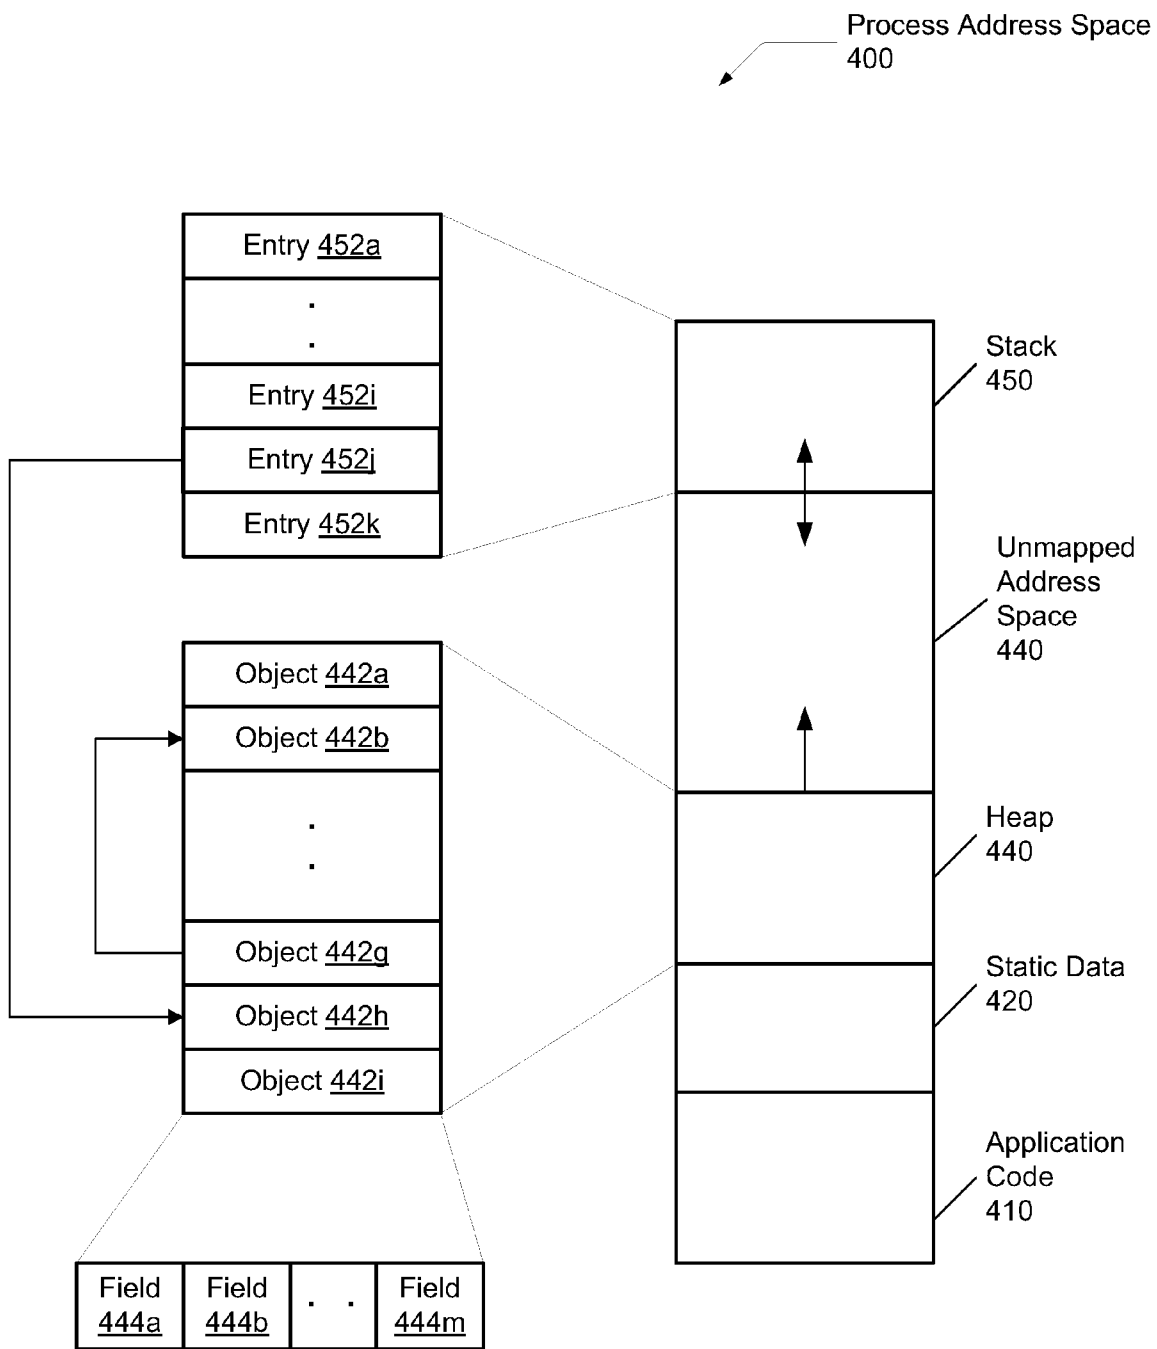 Process Address Space
400
Entry 452a
.
.
Entry 452i
Entry 452j
Entry 452k
Object 442a
Object 442b
.
.
Object 442g
Object 442h
Object 442i
Field
444a
Field
444b
. .
Field
444m
Stack
450
Unmapped
Address
Space
440
Heap
440
Static Data
420
Application
Code
410